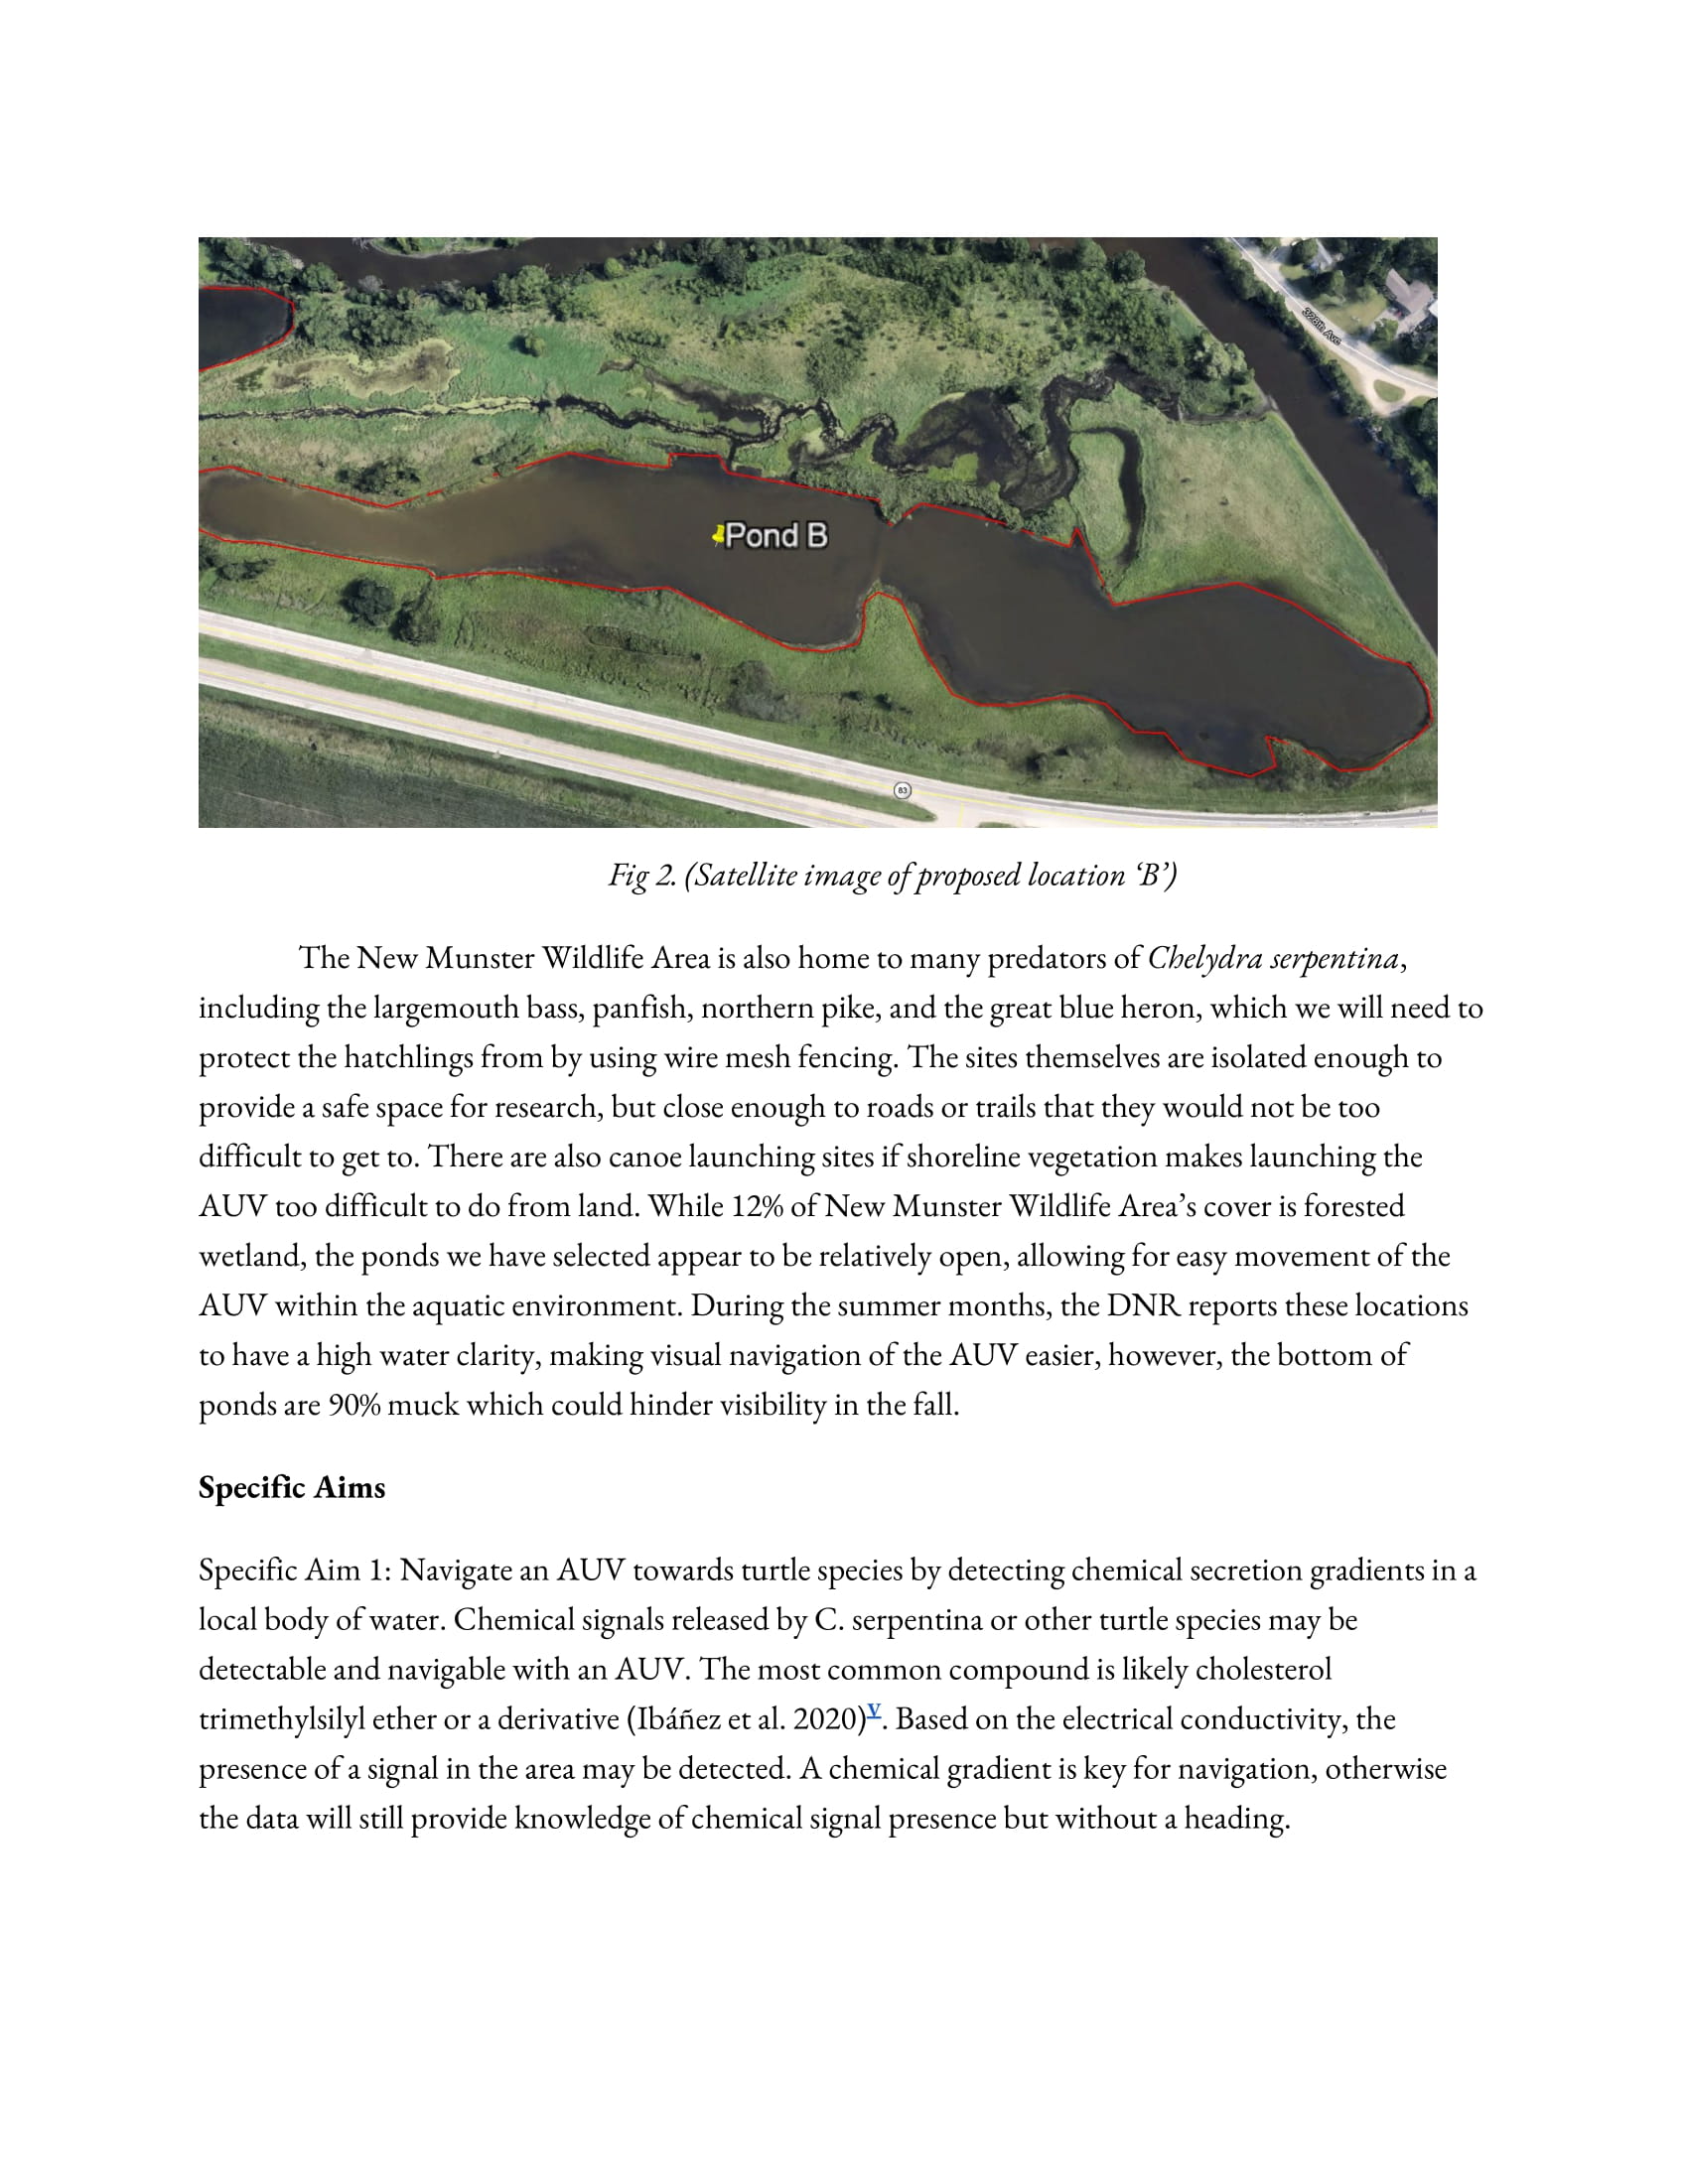 328th Ave
Pond B
83
Fig 2. (Satellite image of proposed location ‘B’)
The New Munster Wildlife Area is also home to many predators of Chelydra serpentina,
including the largemouth bass, panfish, northern pike, and the great blue heron, which we will need to
protect the hatchlings from by using wire mesh fencing. The sites themselves are isolated enough to
provide a safe space for research, but close enough to roads or trails that they would not be too
difficult to get to. There are also canoe launching sites if shoreline vegetation makes launching the
AUV too difficult to do from land. While 12% of New Munster Wildlife Area’s cover is forested
wetland, the ponds we have selected appear to be relatively open, allowing for easy movement of the
AUV within the aquatic environment. During the summer months, the DNR reports these locations
to have a high water clarity, making visual navigation of the AUV easier, however, the bottom of
ponds are 90% muck which could hinder visibility in the fall.
Specific Aims
Specific Aim 1: Navigate an AUV towards turtle species by detecting chemical secretion gradients in a
local body of water. Chemical signals released by C. serpentina or other turtle species may be
detectable and navigable with an AUV. The most common compound is likely cholesterol
trimethylsilyl ether or a derivative (Ibáñez et al. 2020)V. Based on the electrical conductivity, the
presence of a signal in the area may be detected. A chemical gradient is key for navigation, otherwise
the data will still provide knowledge of chemical signal presence but without a heading.